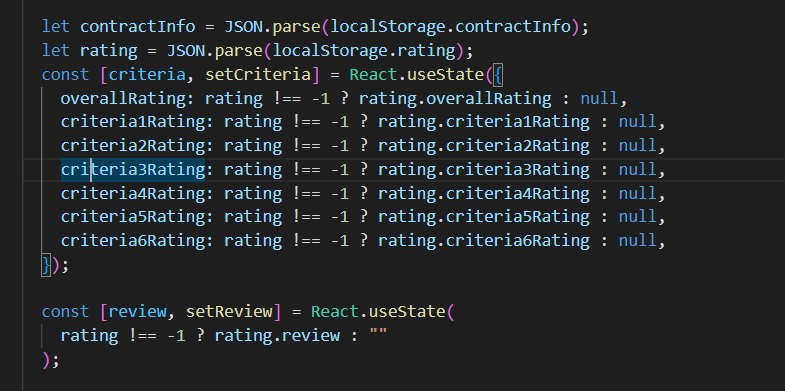 let contractInfo = JSON.parse(localStorage.contractInfo);
let rating = JSON.parse(localStorage.rating);
const [criteria, setCriteria] = React.useState({
overallRating: rating !== -1 ? rating.overallRating : null,
criteria1Rating: rating !== -1 ? rating.criteria1Rating : null,
criteria2Rating: rating !== -1 ? rating.criteria2Rating : null,
criteria3Rating: rating !== -1 ? rating.criteria3Rating : null,
criteria4Rating: rating !== -1 ? rating.criteria4Rating : null,
criteria5Rating: rating !== -1 ? rating.criteria5Rating : null,
criteria6Rating: rating !== -1 ? rating.criteria6Rating : null,
});
const [review, setReview] = React.useState(
rating !== -1 ? rating.review : ""
);